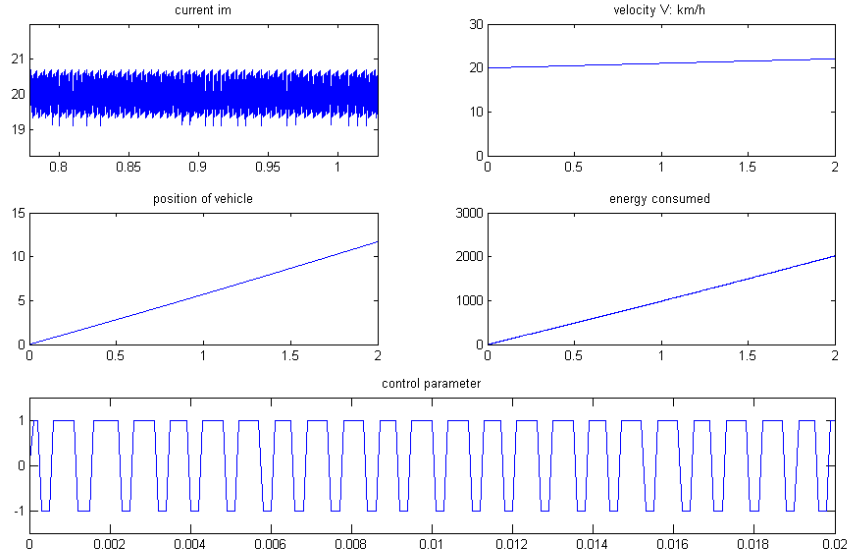 current im
velocity V: km/h
21
20
19
0.8 0.85 0.9 0.95 1
30
20
10
0
0 0.5 1 1.5 2
position of vehicle
energy consumed
15
10
5
0
0 0.5 1 1.5 2
3000
2000
1000
0
0 0.5 1 1.5 2
control parameter
1
0
-1
0 0.002 0.004 0.006 0.008 0.01 0.012 0.014 0.016 0.018 0.02